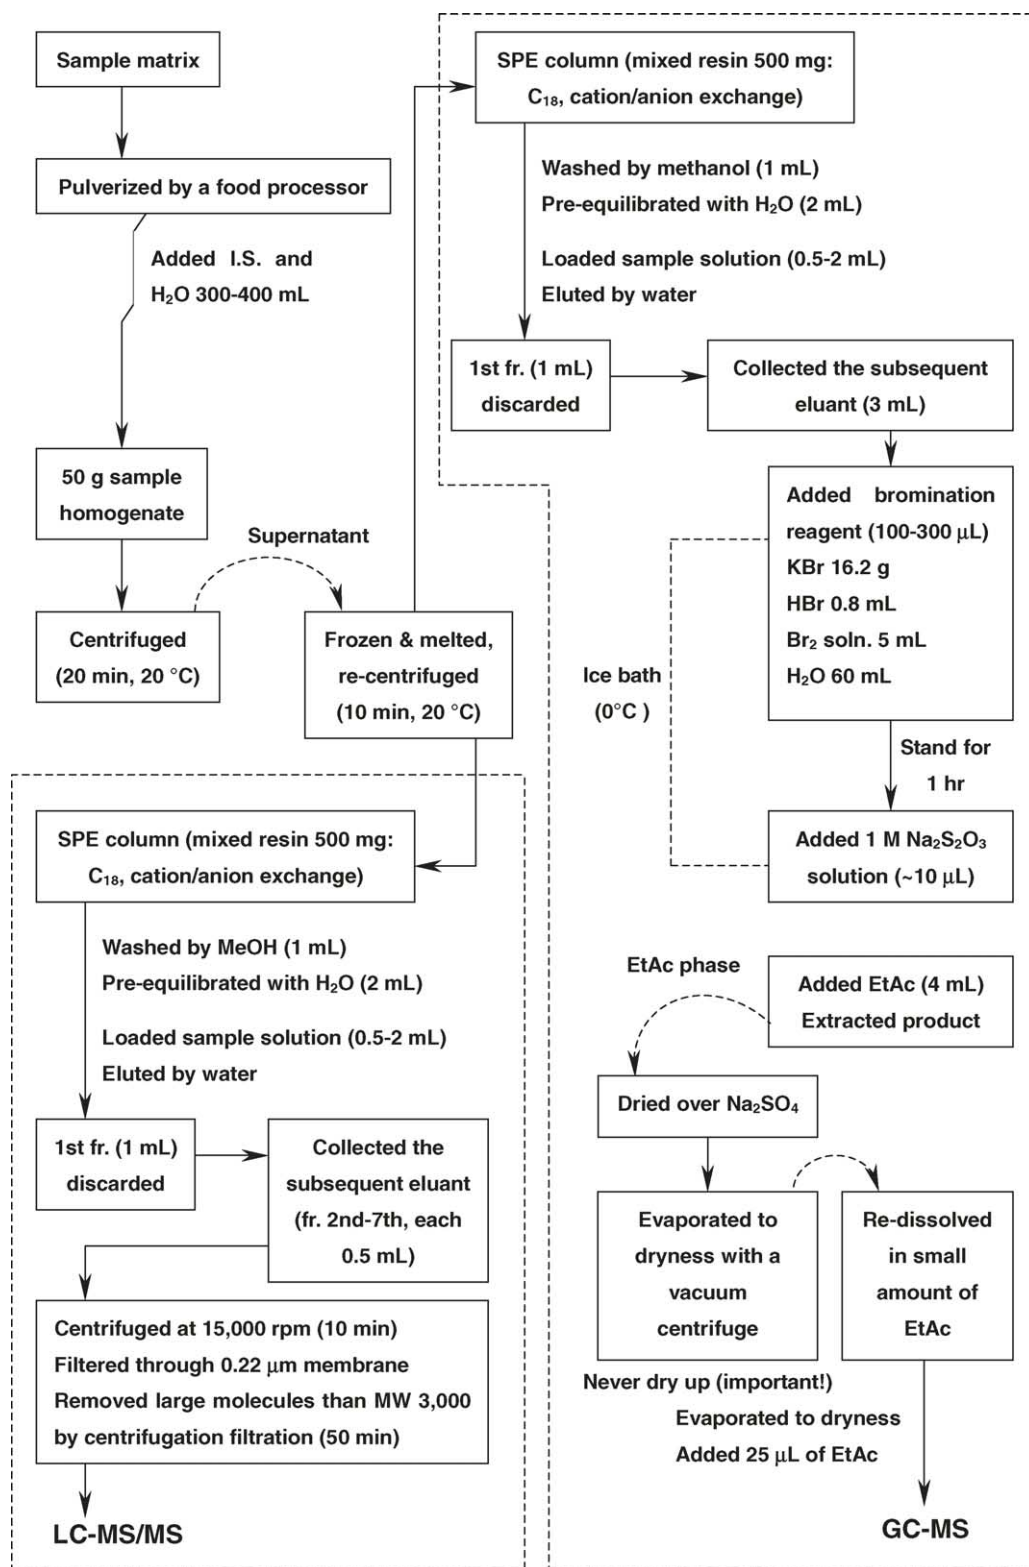 Sample matrix
Pulverized by a food processor
Added I.S. and
H₂O 300-400 mL
50 g sample
homogenate
Supernatant
Centrifuged
(20 min, 20 °C)
Frozen & melted,
re-centrifuged
(10 min, 20 °C)
SPE column (mixed resin 500 mg:
C₁₈, cation/anion exchange)
Washed by MeOH (1 mL)
Pre-equilibrated with H₂O (2 mL)
Loaded sample solution (0.5-2 mL)
Eluted by water
1st fr. (1 mL)
discarded
Collected the
subsequent eluant
(fr. 2nd-7th, each
0.5 mL)
Centrifuged at 15,000 rpm (10 min)
Filtered through 0.22 μm membrane
Removed large molecules than MW 3,000
by centrifugation filtration (50 min)
LC-MS/MS
SPE column (mixed resin 500 mg:
C₁₈, cation/anion exchange)
Washed by methanol (1 mL)
Pre-equilibrated with H₂O (2 mL)
Loaded sample solution (0.5-2 mL)
Eluted by water
1st fr. (1 mL)
discarded
Collected the subsequent
eluant (3 mL)
Added bromination
reagent (100-300 μL)
KBr 16.2 g
HBr 0.8 mL
Br₂ soln. 5 mL
H₂O 60 mL
Ice bath
(0°C )
Stand for
1 hr
Added 1 M Na₂S₂O₃
solution (~10 μL)
EtAc phase
Added EtAc (4 mL)
Extracted product
Dried over Na₂SO₄
Evaporated to
dryness with a
vacuum
centrifuge
Re-dissolved
in small
amount of
EtAc
Never dry up (important!)
Evaporated to dryness
Added 25 μL of EtAc
GC-MS